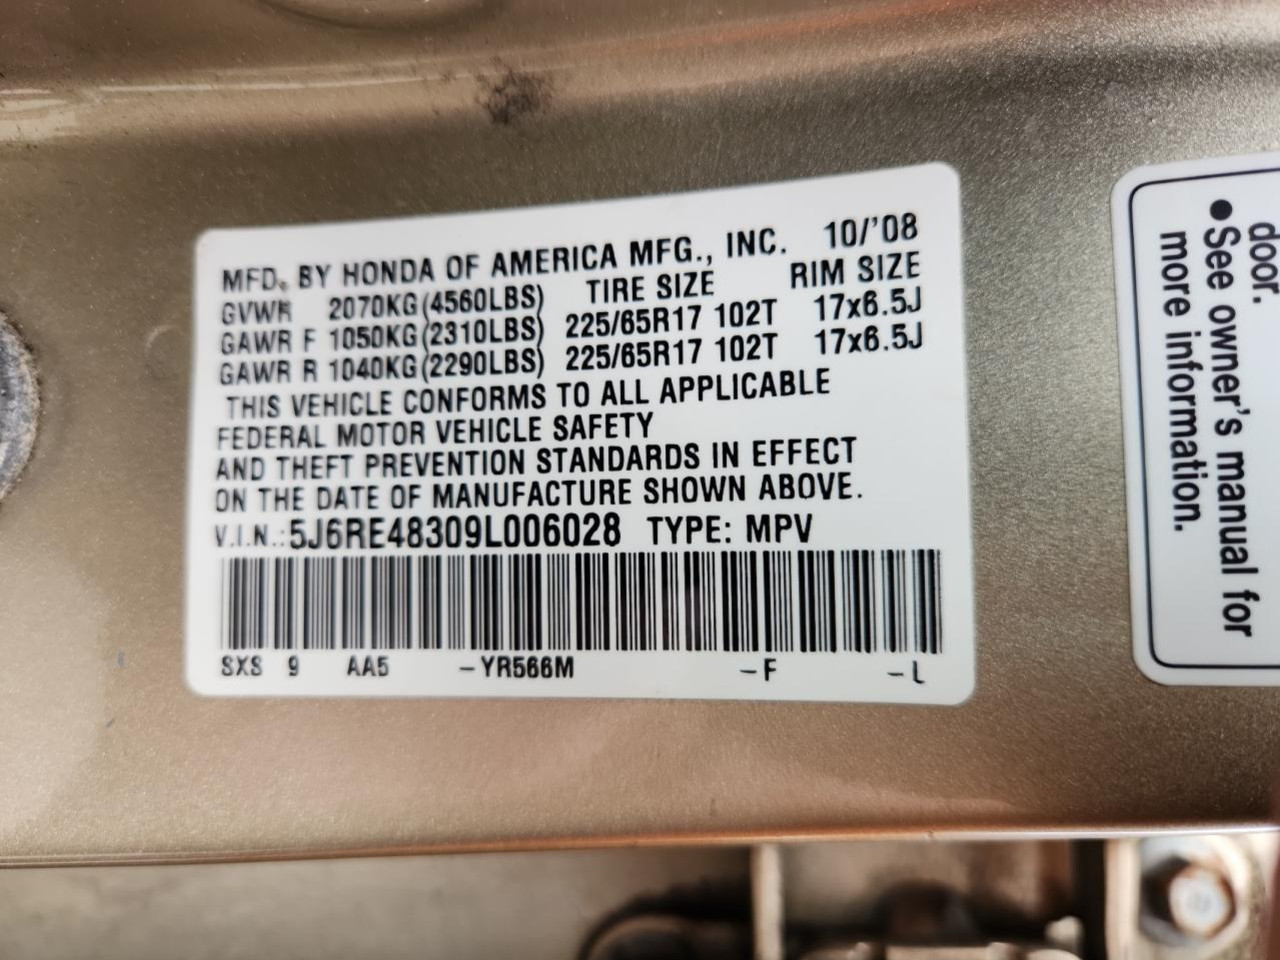 MFD. BY HONDA OF AMERICA MFG., INC. 10/'08
GVWR 2070KG(4560LBS) TIRE SIZE RIM SIZE
GAWR F 1050KG(2310LBS) 225/65R17 102T 17x6.5J
GAWR R 1040KG(2290LBS) 225/65R17 102T 17x6.5J
THIS VEHICLE CONFORMS TO ALL APPLICABLE
FEDERAL MOTOR VEHICLE SAFETY
AND THEFT PREVENTION STANDARDS IN EFFECT
ON THE DATE OF MANUFACTURE SHOWN ABOVE.
V.I.N.:5J6RE48309L006028 TYPE: MPV
SXS 9 AA5 -YR566M -F -L
door.
●See owner's manual for
more information.